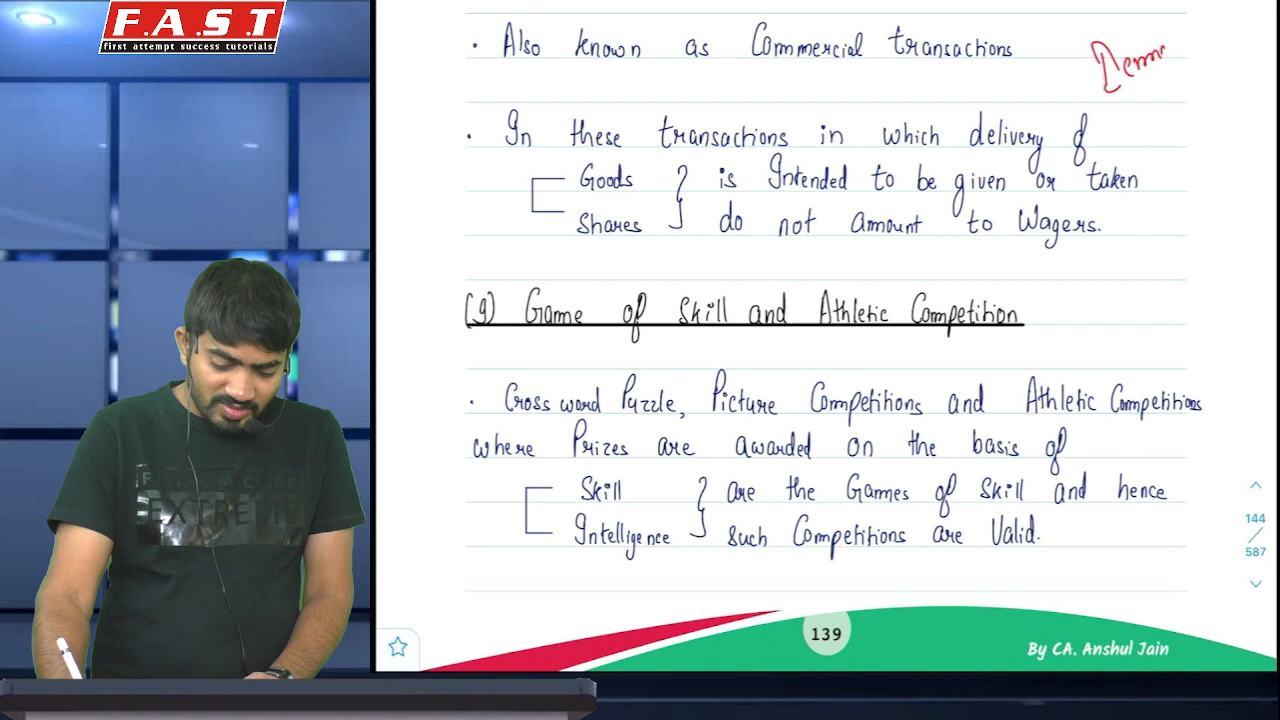 F.A.S.T
first attempt success tutorials
• Also known as Commercial transactions
• In these transactions in which delivery of
Goods } is Intended to be given or taken
Shares } do not amount to Wagers.
(9) Game of Skill and Athletic Competition
• Cross word Puzzle, Picture Competitions and Athletic Competitions
where Prizes are awarded on the basis of
Skill } are the Games of Skill and hence
Intelligence } such Competitions are Valid.
144
/
587
139
By CA. Anshul Jain